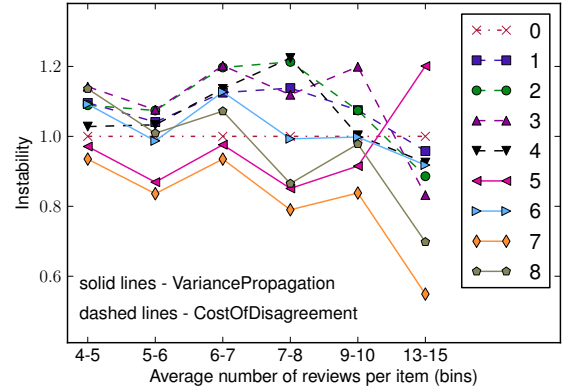 Instability
1.2
1.0
0.8
0.6
0
1
2
3
4
5
6
7
8
solid lines - VariancePropagation
dashed lines - CostOfDisagreement
4-5 5-6 6-7 7-8 9-10 13-15
Average number of reviews per item (bins)